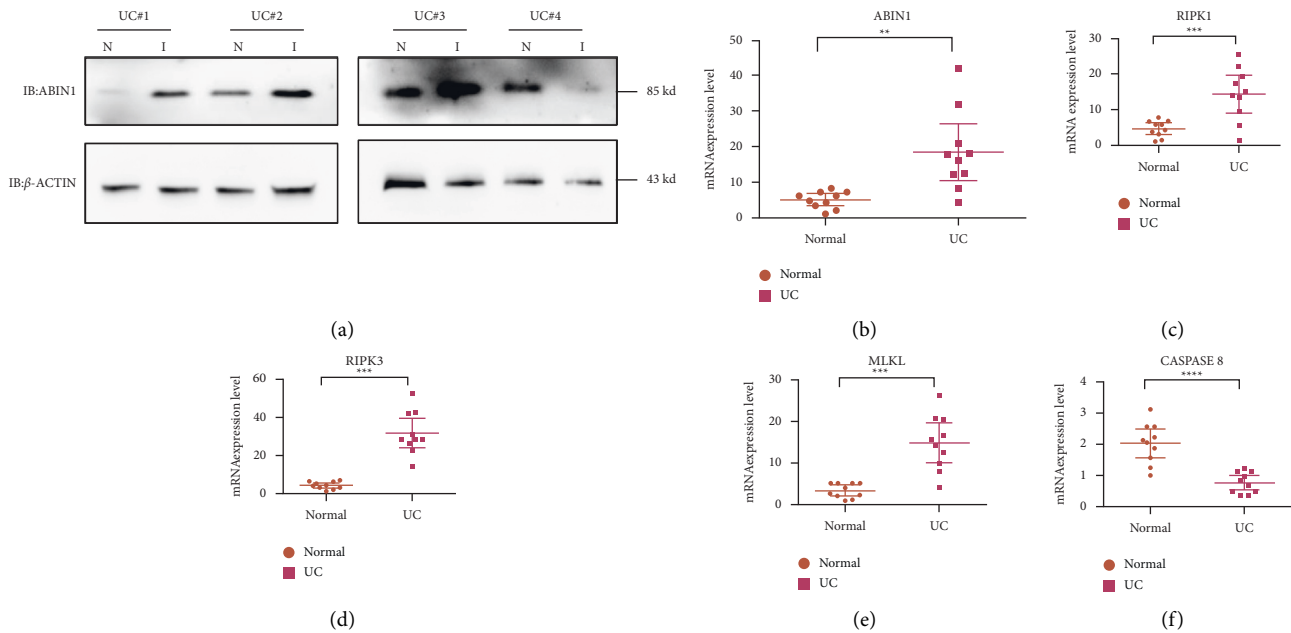 UC#1 UC#2 UC#3 UC#4
N I N I N I N I
IB:ABIN1
85 kd
IB:β-ACTIN
43 kd
(a)
ABIN1
**
mRNAexpression level
50
40
30
20
10
0
Normal UC
Normal
UC
(b)
RIPK1
***
mRNA expression level
30
20
10
0
Normal UC
Normal
UC
(c)
RIPK3
***
mRNAexpression level
60
40
20
0
Normal UC
Normal
UC
(d)
MLKL
***
mRNAexpression level
30
20
10
0
Normal UC
Normal
UC
(e)
CASPASE 8
****
mRNAexpression level
4
3
2
1
0
Normal UC
Normal
UC
(f)